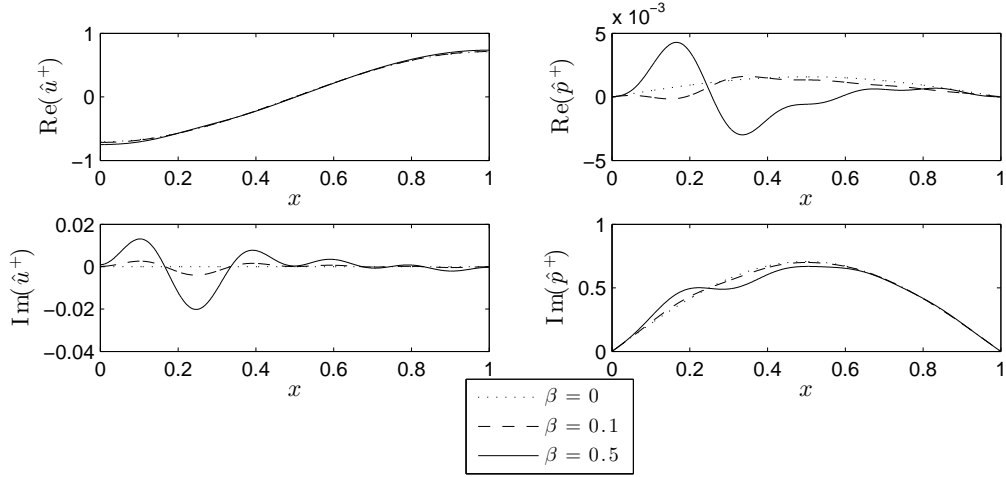 1
0
−1
Re(û⁺)
0 0.2 0.4 0.6 0.8 1
x
x 10⁻³
5
0
−5
Re(p̂⁺)
0 0.2 0.4 0.6 0.8 1
x
0.02
0
−0.02
−0.04
Im(û⁺)
0 0.2 0.4 0.6 0.8 1
x
1
0.5
0
Im(p̂⁺)
0 0.2 0.4 0.6 0.8 1
x
β = 0
β = 0.1
β = 0.5